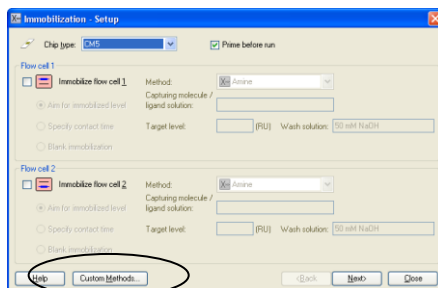 Immobilization - Setup
Chip type: CM5 Prime before run
Flow cell 1
Immobilize flow cell 1 Method: Amine
Capturing molecule /
Aim for immobilized level ligand solution:
Specify contact time Target level: (RU) Wash solution: 50 mM NaOH
Blank immobilization
Flow cell 2
Immobilize flow cell 2 Method: Amine
Capturing molecule /
Aim for immobilized level ligand solution:
Specify contact time Target level: (RU) Wash solution: 50 mM NaOH
Blank immobilization
Help Custom Methods... <Back Next> Close